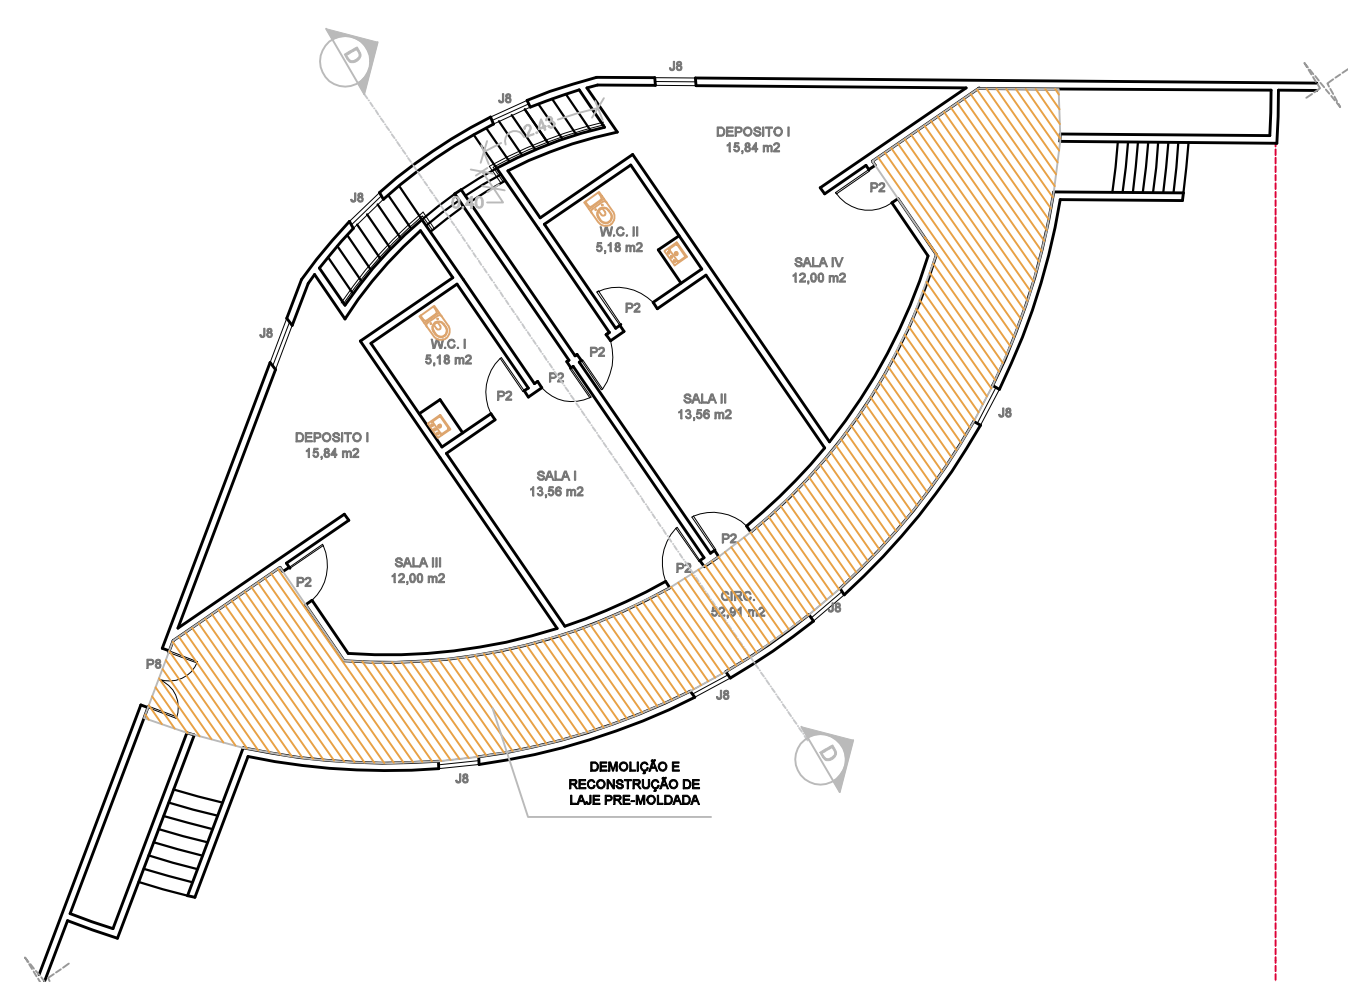 D
J8
J8
2.43
DEPOSITO I
15,84 m2
P2
J8
0.40
W.C. II
5,18 m2
SALA IV
12,00 m2
P2
J8
W.C. I
5,18 m2
P2
P2
P2
SALA II
13,56 m2
J8
DEPOSITO I
15,84 m2
SALA I
13,56 m2
P2
SALA III
12,00 m2
P2
P2
CIRC.
52,91 m2
J8
P8
J8
D
J8
DEMOLIÇÃO E
RECONSTRUÇÃO DE
LAJE PRE-MOLDADA